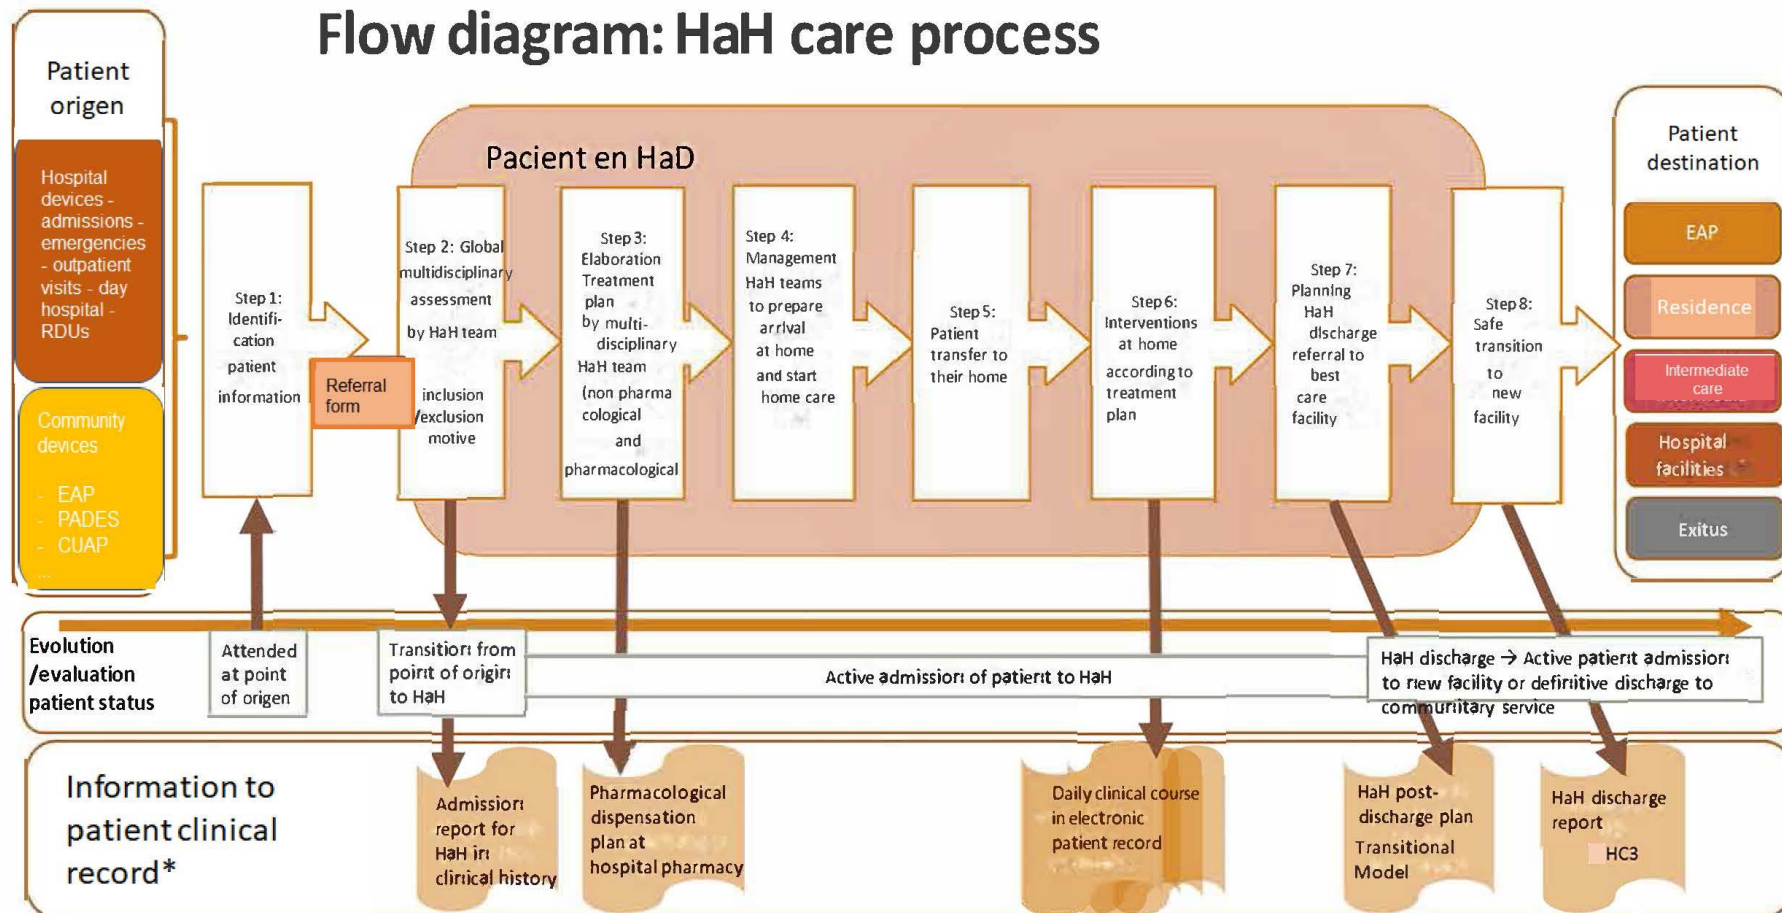 Flow diagram: HaH care process
Patient
origen
Hospital
devices -
admissions -
emergencies
- outpatient
visits - day
hospital -
RDUs
Community
devices
- EAP
- PADES
- CUAP
...
Step 1:
Identifi-
cation
patient
information
Referral
form
Pacient en HaD
Step 2: Global
multidisciplinary
assessment
by HaH team
inclusion
/exclusion
motive
Step 3:
Elaboration
Treatment
plan
by multi-
disciplinary
HaH team
(non pharma
cological
and
pharmacological
Step 4:
Management
HaH teams
to prepare
arrival
at home
and start
home care
Step 5:
Patient
transfer to
their home
Step 6:
Interventions
at home
according to
treatment
plan
Step 7:
Planning
HaH
discharge
referral to
best
care
facility
Step 8:
Safe
transition
to
new
facility
Patient
destination
EAP
Residence
Intermediate
care
Hospital
facilities
Exitus
Evolution
/evaluation
patient status
Attended
at point
of origen
Transition from
point of origin
to HaH
Active admission of patient to HaH
HaH discharge → Active patient admission
to new facility or definitive discharge to
communitary service
Information to
patient clinical
record*
Admission
report for
HaH in
clinical history
Pharmacological
dispensation
plan at
hospital pharmacy
Daily clinical course
in electronic
patient record
HaH post-
discharge plan
Transitional
Model
HaH discharge
report
HC3